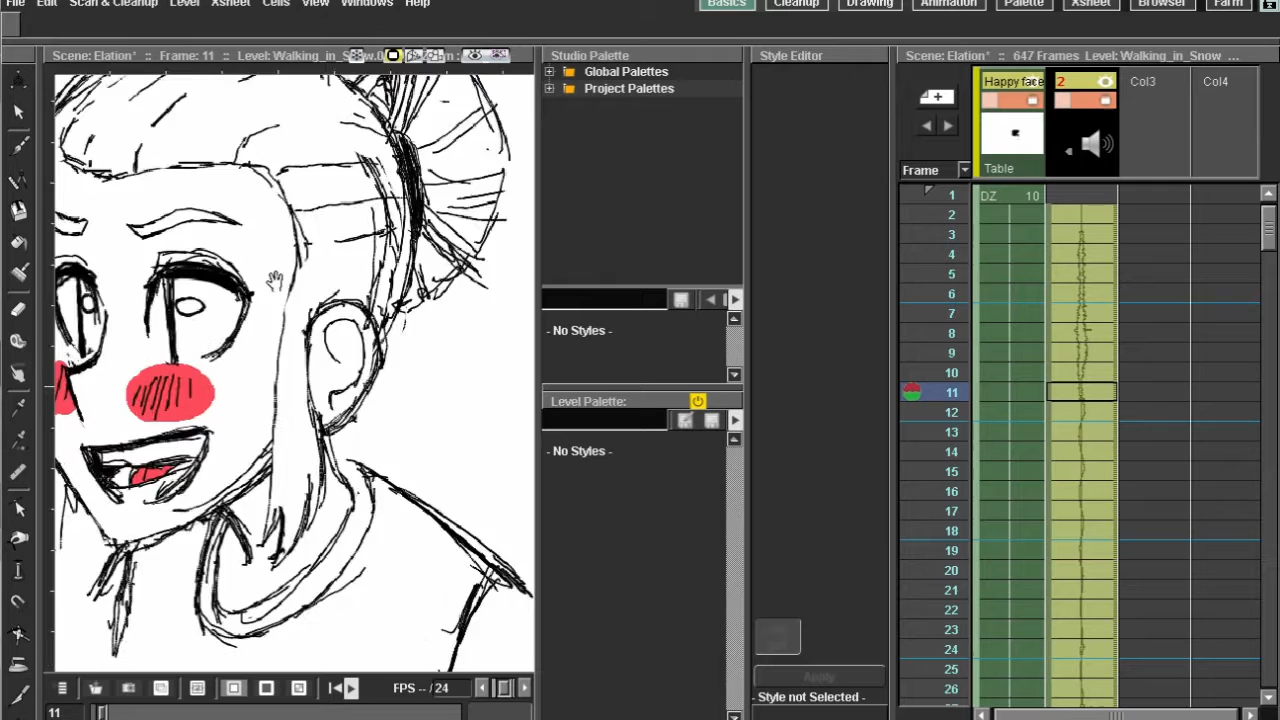 File Edit Scan & Cleanup Level Xsheet Cells View Windows Help
Basics Cleanup Drawing Animation Palette Xsheet Browser Farm
Scene: Elation* :: Frame: 11 :: Level: Walking_in_Snow.0
Studio Palette
Style Editor
Scene: Elation* :: 647 Frames Level: Walking_in_Snow ...
Global Palettes
Project Palettes
Happy face
2
Col3
Col4
Table
Frame
DZ 10
1
2
3
4
5
6
7
8
9
10
11
12
13
14
15
16
17
18
19
20
21
22
23
24
25
26
- No Styles -
Level Palette:
- No Styles -
Apply
- Style not Selected -
FPS -- /24
11